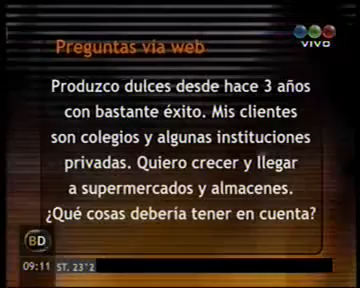 Preguntas vía web
VIVO
Produzco dulces desde hace 3 años
con bastante éxito. Mis clientes
son colegios y algunas instituciones
privadas. Quiero crecer y llegar
a supermercados y almacenes.
¿Qué cosas debería tener en cuenta?
BD
09:11 ST. 23°2